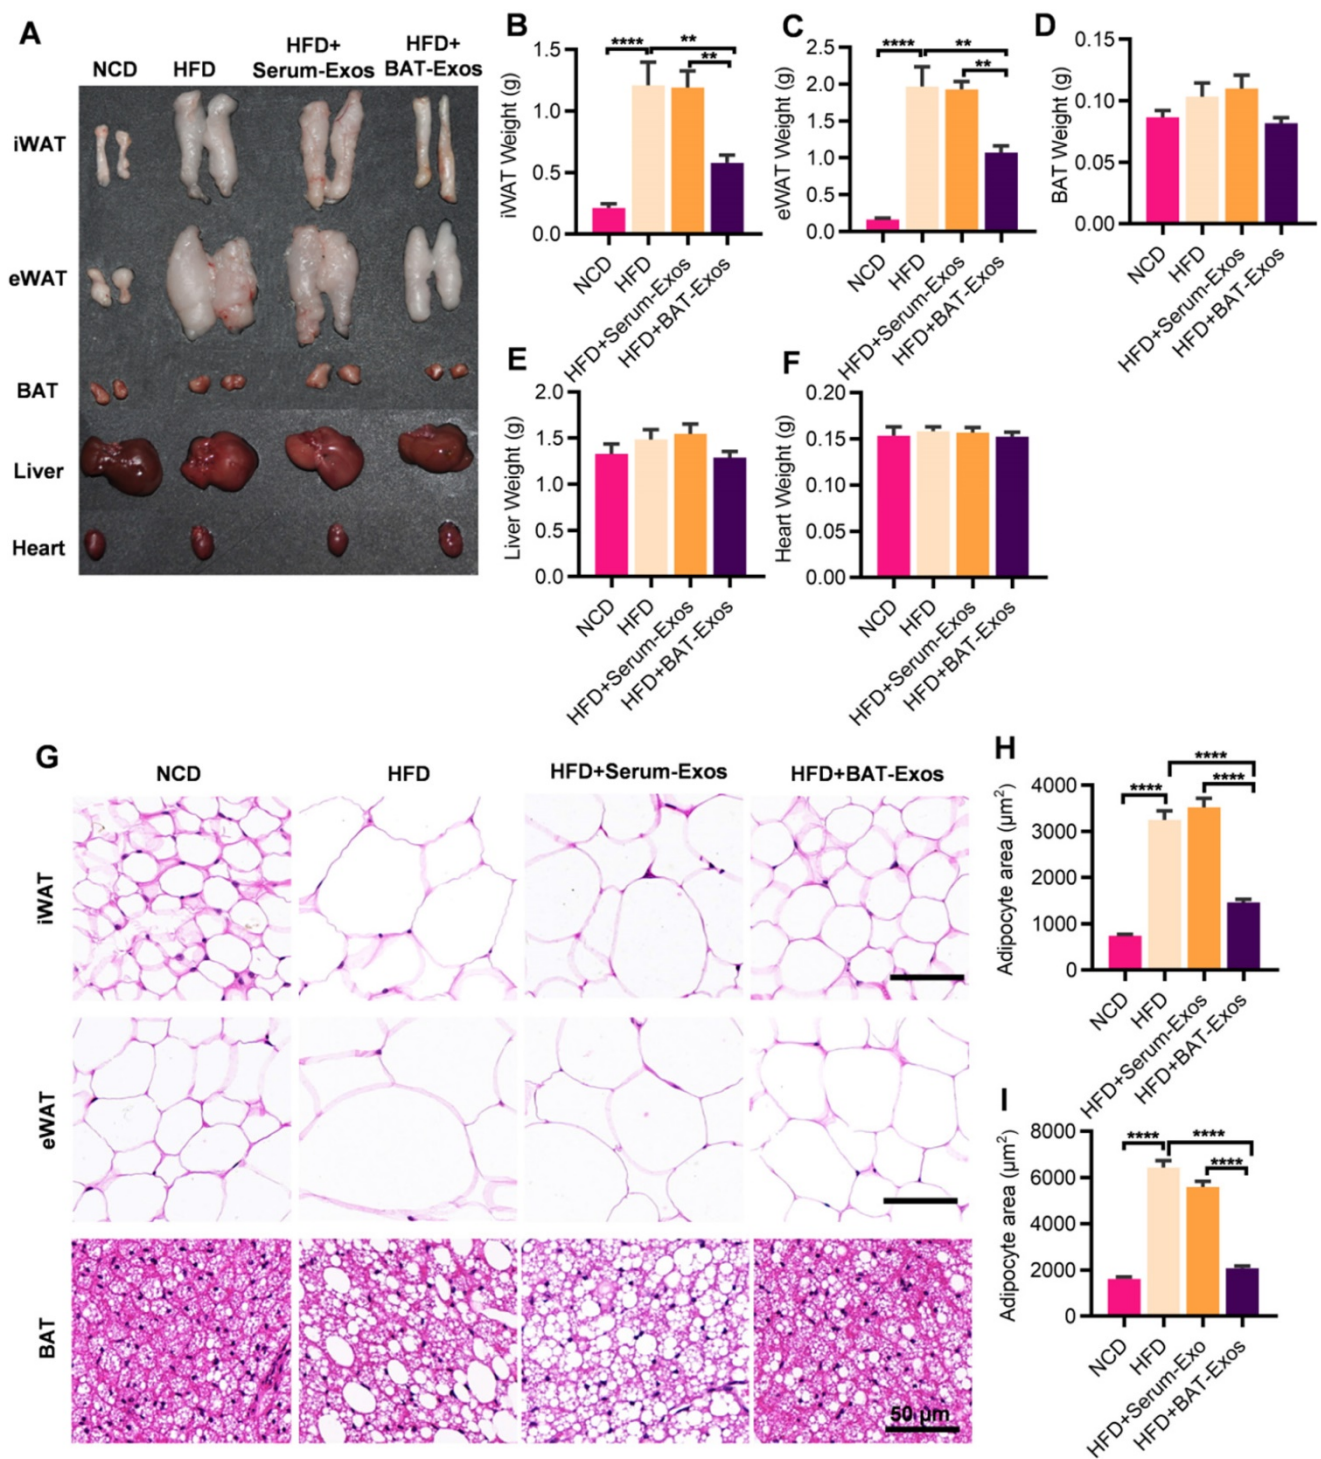 A
NCD
HFD
HFD+
Serum-Exos
HFD+
BAT-Exos
iWAT
eWAT
BAT
Liver
Heart
B
iWAT Weight (g)
1.5
1.0
0.5
0.0
****
**
**
NCD
HFD
HFD+Serum-Exos
HFD+BAT-Exos
C
eWAT Weight (g)
2.5
2.0
1.5
1.0
0.5
0.0
****
**
**
NCD
HFD
HFD+Serum-Exos
HFD+BAT-Exos
D
BAT Weight (g)
0.15
0.10
0.05
0.00
NCD
HFD
HFD+Serum-Exos
HFD+BAT-Exos
E
Liver Weight (g)
2.0
1.5
1.0
0.5
0.0
NCD
HFD
HFD+Serum-Exos
HFD+BAT-Exos
F
Heart Weight (g)
0.20
0.15
0.10
0.05
0.00
NCD
HFD
HFD+Serum-Exos
HFD+BAT-Exos
G
NCD
HFD
HFD+Serum-Exos
HFD+BAT-Exos
iWAT
eWAT
BAT
50 μm
H
Adipocyte area (μm²)
4000
3000
2000
1000
0
****
****
****
NCD
HFD
HFD+Serum-Exos
HFD+BAT-Exos
I
Adipocyte area (μm²)
8000
6000
4000
2000
0
****
****
****
NCD
HFD
HFD+Serum-Exo
HFD+BAT-Exos